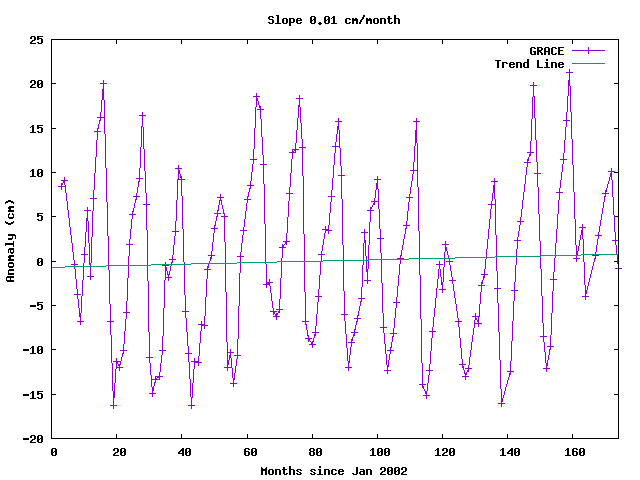 Slope 0.01 cm/month
GRACE
Trend Line
25
20
15
10
5
0
-5
-10
-15
-20
Anomaly (cm)
0 20 40 60 80 100 120 140 160
Months since Jan 2002